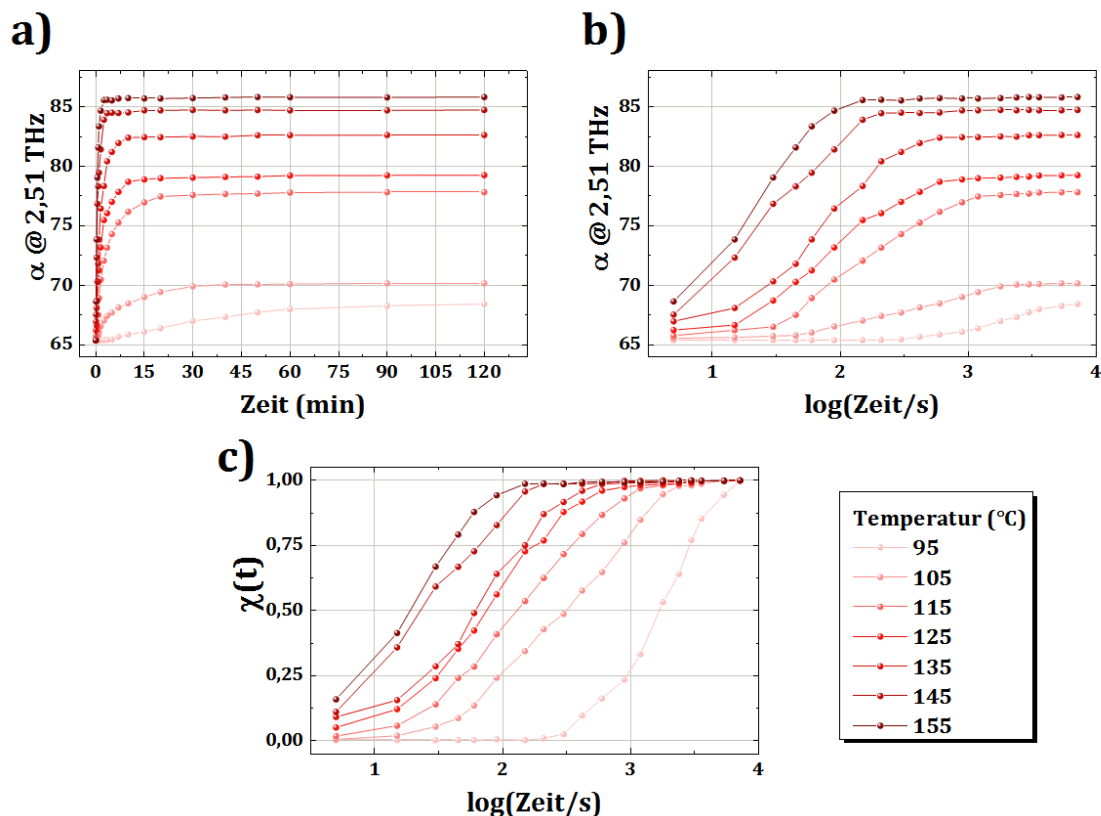 a)
85
80
75
70
65
α @ 2,51 THz
0 15 30 45 60 75 90 105 120
Zeit (min)
b)
85
80
75
70
65
α @ 2,51 THz
1 2 3 4
log(Zeit/s)
c)
1,00
0,75
0,50
0,25
0,00
χ(t)
1 2 3 4
log(Zeit/s)
Temperatur (°C)
95
105
115
125
135
145
155